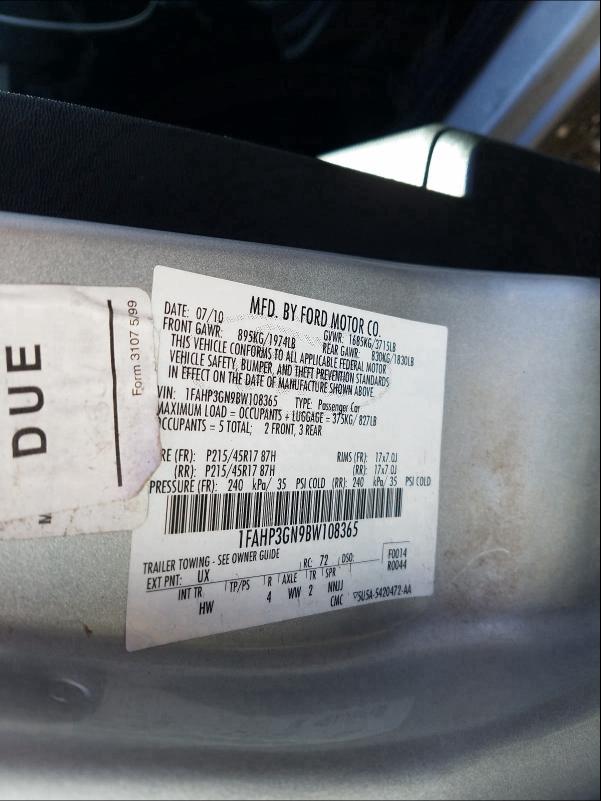 MFD. BY FORD MOTOR CO.
DATE: 07/10 GVWR: 1685KG/3715LB
FRONT GAWR: 895KG/1974LB REAR GAWR: 830KG/1830LB
THIS VEHICLE CONFORMS TO ALL APPLICABLE FEDERAL MOTOR
VEHICLE SAFETY, BUMPER, AND THEFT PREVENTION STANDARDS
IN EFFECT ON THE DATE OF MANUFACTURE SHOWN ABOVE.
VIN: 1FAHP3GN9BW108365 TYPE: Passenger Car
MAXIMUM LOAD = OCCUPANTS + LUGGAGE = 375KG/ 827LB
OCCUPANTS = 5 TOTAL; 2 FRONT, 3 REAR
RE (FR): P215/45R17 87H RIMS (FR): 17x7.0J
(RR): P215/45R17 87H (RR): 17x7.0J
PRESSURE (FR): 240 kPa/ 35 PSI COLD (RR): 240 kPa/ 35 PSI COLD
1FAHP3GN9BW108365
TRAILER TOWING - SEE OWNER GUIDE
EXT PNT: UX RC: 72 DSO: F0014
R0044
INT TR TP/PS R AXLE TR SPR
HW 4 WW 2 NNJJ
CMC 5U5A-5420472-AA
DUE
Form 3107 5/99
M